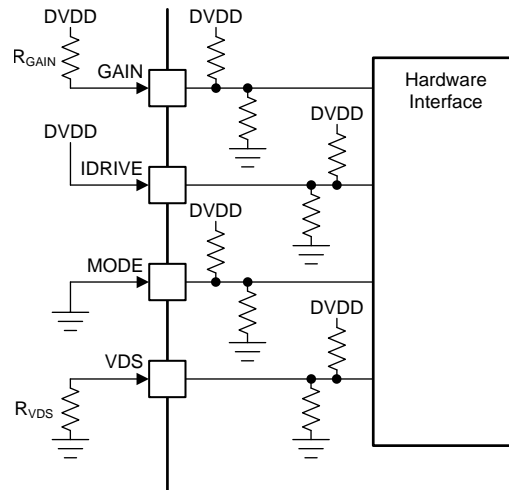 DVDD
RGAIN
GAIN
DVDD
Hardware
Interface
DVDD
IDRIVE
DVDD
MODE
DVDD
VDS
DVDD
RVDS